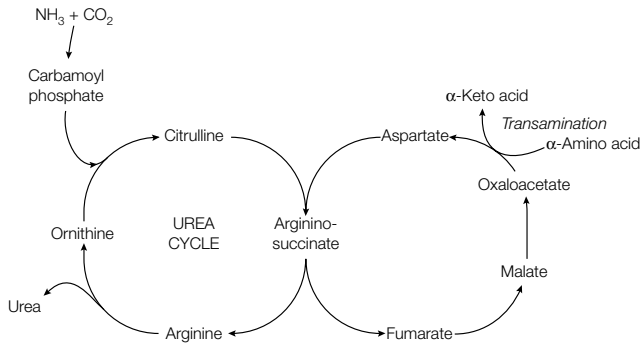 NH3 + CO2
Carbamoyl
phosphate
Citrulline
Ornithine
UREA
CYCLE
Urea
Arginine
Arginino-
succinate
Aspartate
α-Keto acid
Transamination
α-Amino acid
Oxaloacetate
Malate
Fumarate